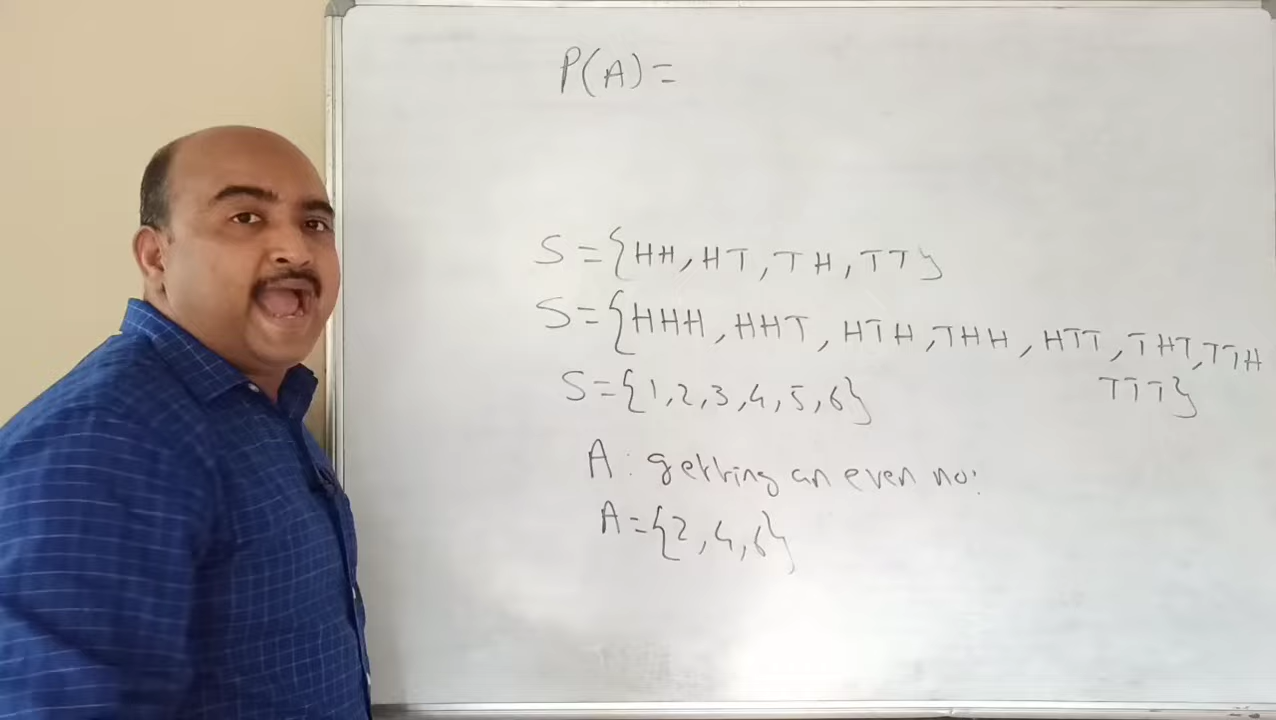 P(A) =
S = {HH, HT, TH, TT}
S = {HHH, HHT, HTH, THH, HTT, THT, TTH
TTT}
S = {1, 2, 3, 4, 5, 6}
A : getting an even no:
A = {2, 4, 6}